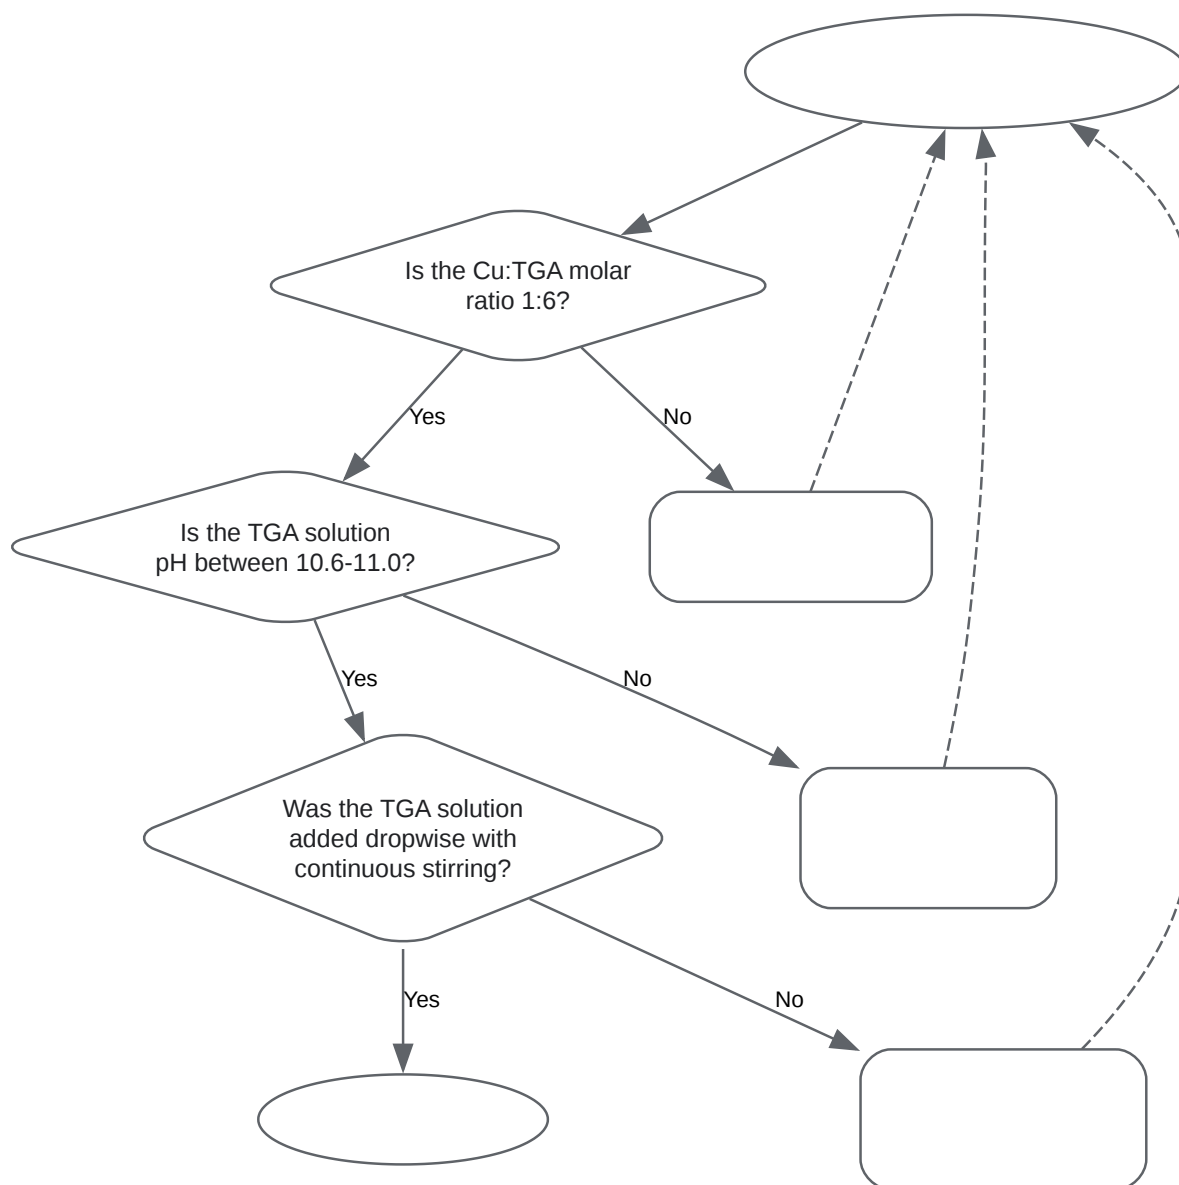 Is the Cu:TGA molar
ratio 1:6?
Yes
No
Is the TGA solution
pH between 10.6-11.0?
Yes
No
Was the TGA solution
added dropwise with
continuous stirring?
Yes
No